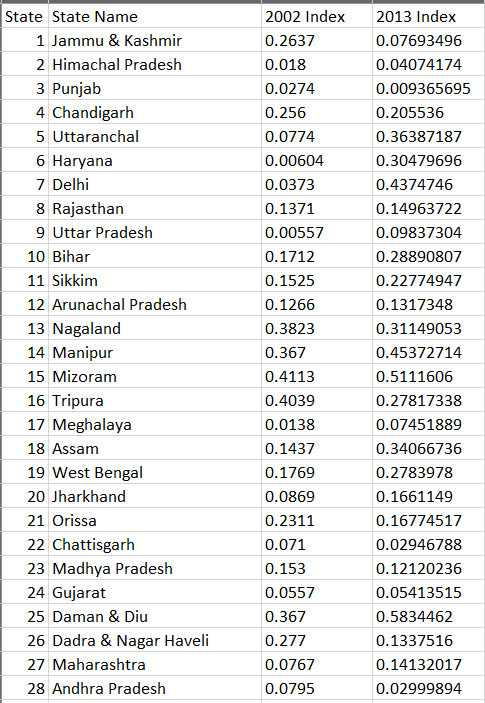 State State Name 2002 Index 2013 Index
1 Jammu & Kashmir 0.2637 0.07693496
2 Himachal Pradesh 0.018 0.04074174
3 Punjab 0.0274 0.009365695
4 Chandigarh 0.256 0.205536
5 Uttaranchal 0.0774 0.36387187
6 Haryana 0.00604 0.30479696
7 Delhi 0.0373 0.4374746
8 Rajasthan 0.1371 0.14963722
9 Uttar Pradesh 0.00557 0.09837304
10 Bihar 0.1712 0.28890807
11 Sikkim 0.1525 0.22774947
12 Arunachal Pradesh 0.1266 0.1317348
13 Nagaland 0.3823 0.31149053
14 Manipur 0.367 0.45372714
15 Mizoram 0.4113 0.5111606
16 Tripura 0.4039 0.27817338
17 Meghalaya 0.0138 0.07451889
18 Assam 0.1437 0.34066736
19 West Bengal 0.1769 0.2783978
20 Jharkhand 0.0869 0.1661149
21 Orissa 0.2311 0.16774517
22 Chattisgarh 0.071 0.02946788
23 Madhya Pradesh 0.153 0.12120236
24 Gujarat 0.0557 0.05413515
25 Daman & Diu 0.367 0.5834462
26 Dadra & Nagar Haveli 0.277 0.1337516
27 Maharashtra 0.0767 0.14132017
28 Andhra Pradesh 0.0795 0.02999894